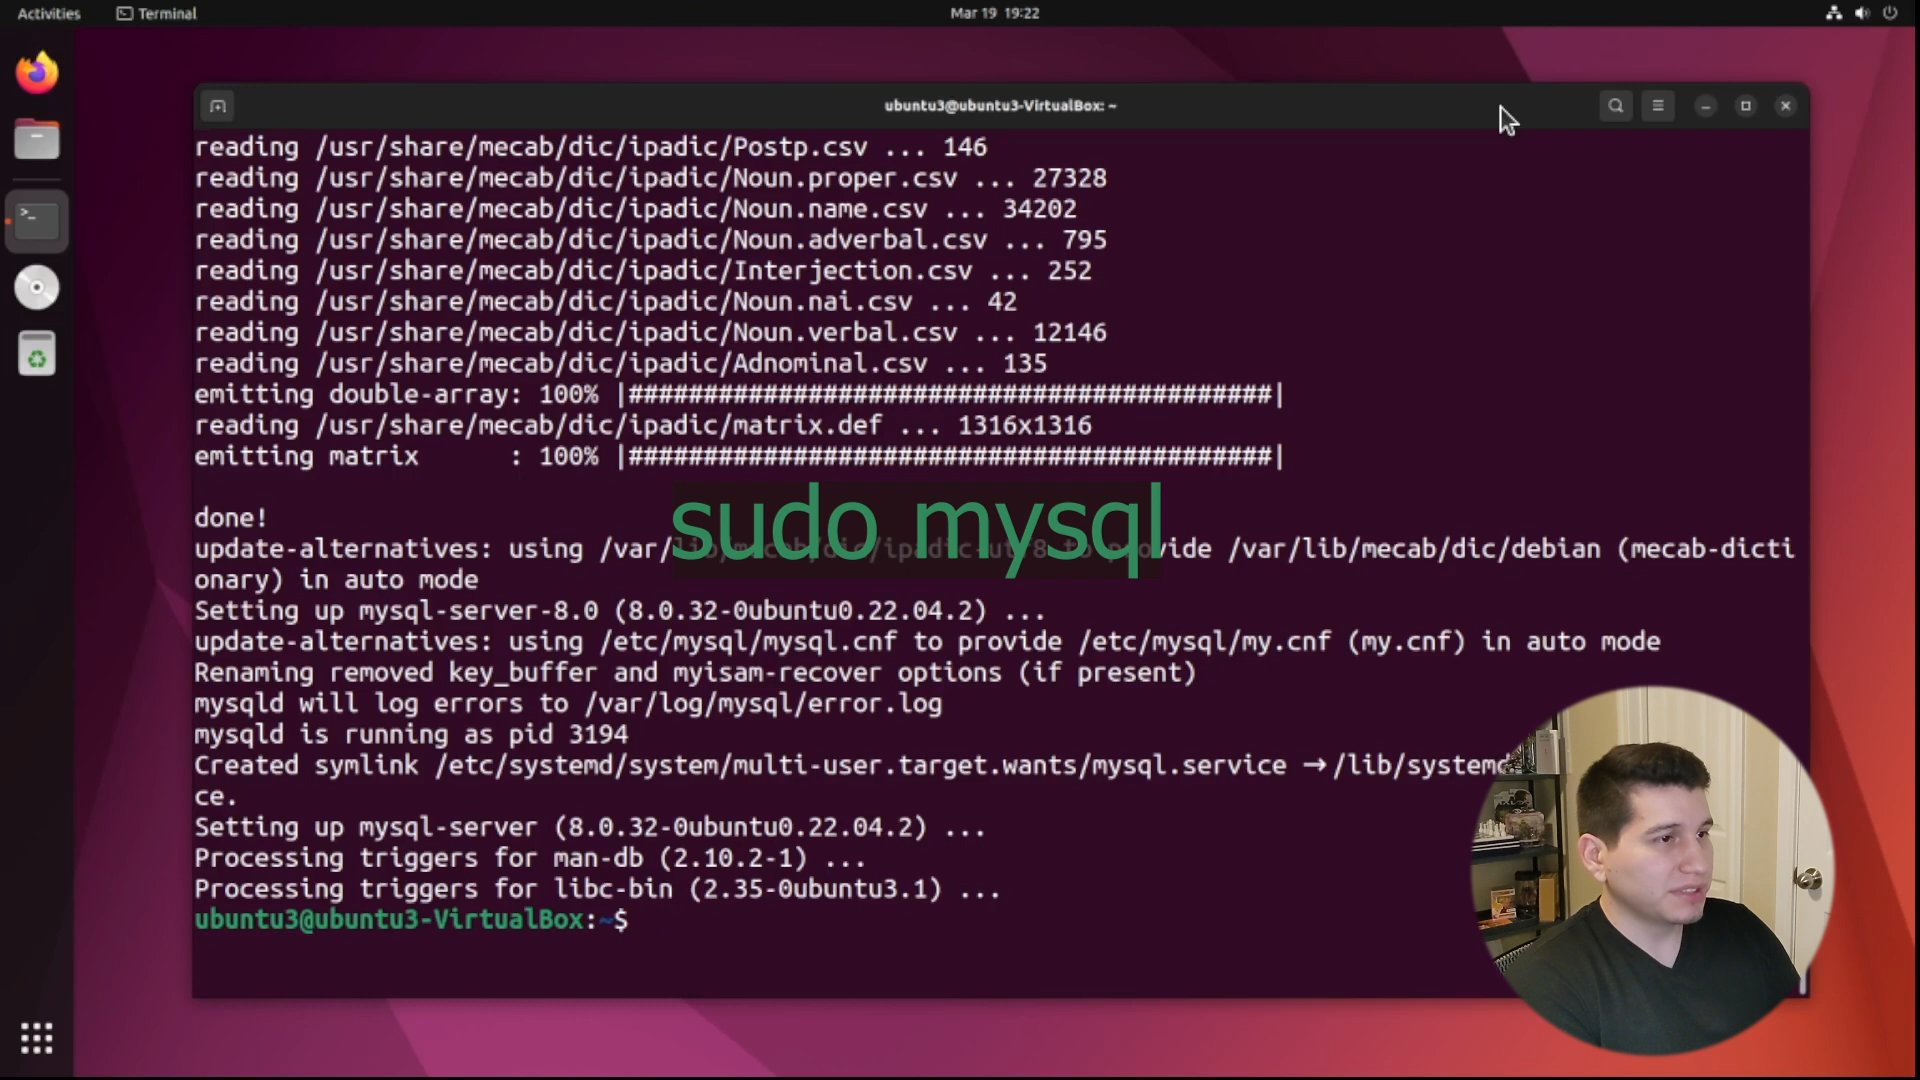 Activities Terminal Mar 19 19:22
ubuntu3@ubuntu3-VirtualBox: ~
reading /usr/share/mecab/dic/ipadic/Postp.csv ... 146
reading /usr/share/mecab/dic/ipadic/Noun.proper.csv ... 27328
reading /usr/share/mecab/dic/ipadic/Noun.name.csv ... 34202
reading /usr/share/mecab/dic/ipadic/Noun.adverbal.csv ... 795
reading /usr/share/mecab/dic/ipadic/Interjection.csv ... 252
reading /usr/share/mecab/dic/ipadic/Noun.nai.csv ... 42
reading /usr/share/mecab/dic/ipadic/Noun.verbal.csv ... 12146
reading /usr/share/mecab/dic/ipadic/Adnominal.csv ... 135
emitting double-array: 100% |###########################################|
reading /usr/share/mecab/dic/ipadic/matrix.def ... 1316x1316
emitting matrix      : 100% |###########################################|
done!
sudo mysql
update-alternatives: using /var/lib/mecab/dic/ipadic-utf8 to provide /var/lib/mecab/dic/debian (mecab-dicti
onary) in auto mode
Setting up mysql-server-8.0 (8.0.32-0ubuntu0.22.04.2) ...
update-alternatives: using /etc/mysql/mysql.cnf to provide /etc/mysql/my.cnf (my.cnf) in auto mode
Renaming removed key_buffer and myisam-recover options (if present)
mysqld will log errors to /var/log/mysql/error.log
mysqld is running as pid 3194
Created symlink /etc/systemd/system/multi-user.target.wants/mysql.service → /lib/systemd
ce.
Setting up mysql-server (8.0.32-0ubuntu0.22.04.2) ...
Processing triggers for man-db (2.10.2-1) ...
Processing triggers for libc-bin (2.35-0ubuntu3.1) ...
ubuntu3@ubuntu3-VirtualBox:~$